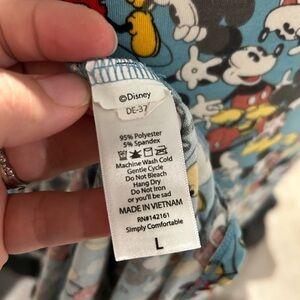 ©Disney
DE-37
95% Polyester
5% Spandex
Machine Wash Cold
Gentle Cycle
Do Not Bleach
Hang Dry
Do Not Iron
or you'll be sad
MADE IN VIETNAM
RN#142161
Simply Comfortable
L